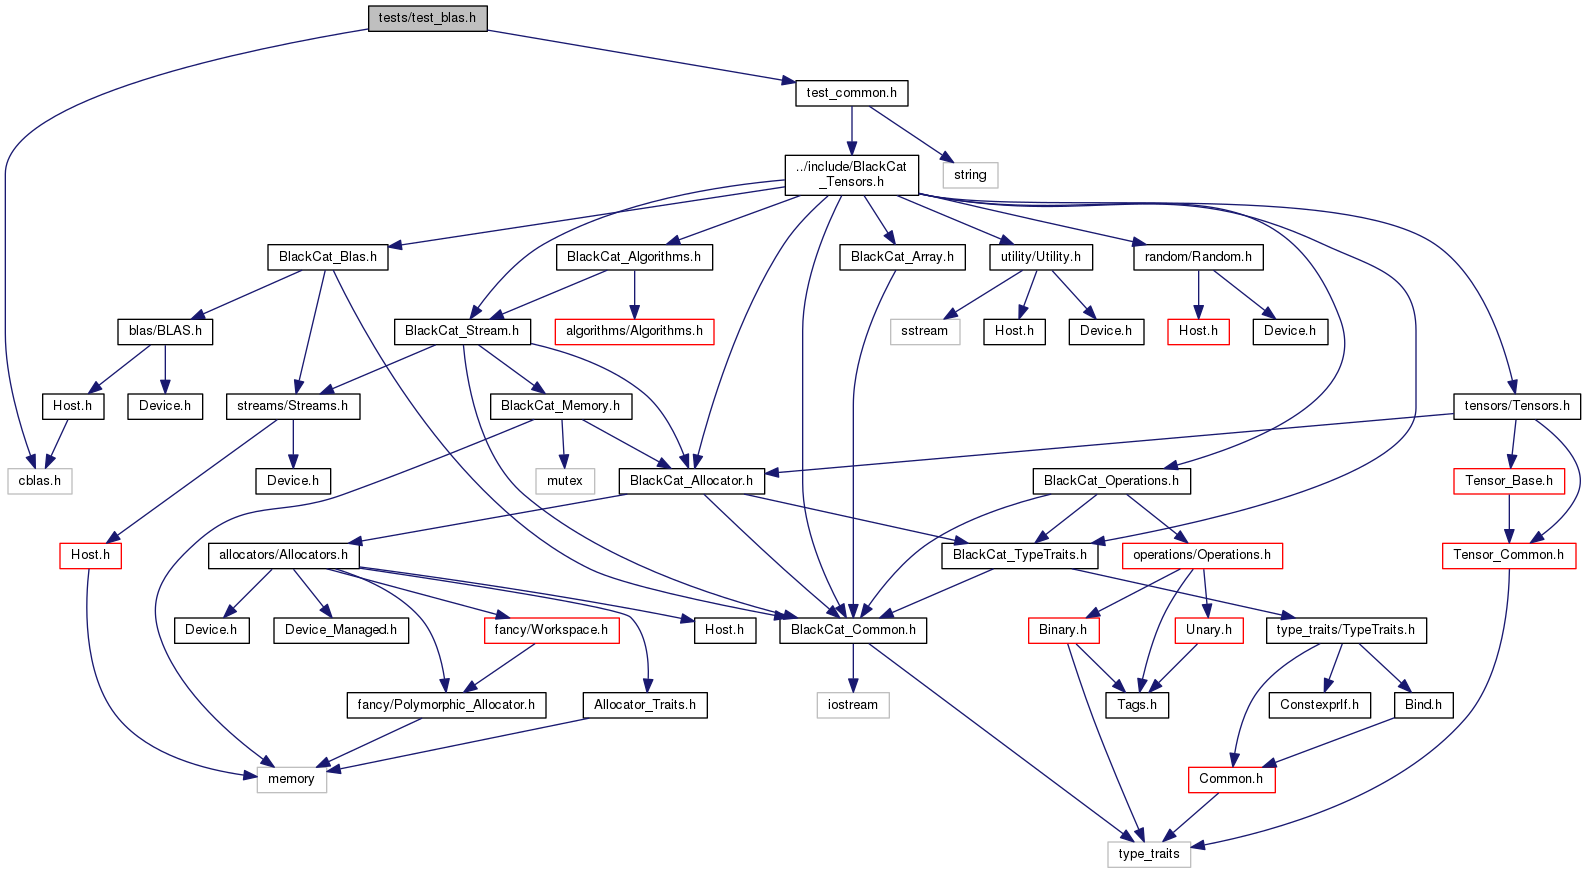 tests/test_blas.h
test_common.h
../include/BlackCat
_Tensors.h
string
BlackCat_Blas.h
BlackCat_Algorithms.h
BlackCat_Array.h
utility/Utility.h
random/Random.h
blas/BLAS.h
BlackCat_Stream.h
algorithms/Algorithms.h
sstream
Host.h
Device.h
Host.h
Device.h
Host.h
Device.h
streams/Streams.h
BlackCat_Memory.h
tensors/Tensors.h
cblas.h
Device.h
mutex
BlackCat_Allocator.h
BlackCat_Operations.h
Tensor_Base.h
Host.h
allocators/Allocators.h
BlackCat_TypeTraits.h
operations/Operations.h
Tensor_Common.h
Device.h
Device_Managed.h
fancy/Workspace.h
Host.h
BlackCat_Common.h
Binary.h
Unary.h
type_traits/TypeTraits.h
fancy/Polymorphic_Allocator.h
Allocator_Traits.h
iostream
Tags.h
ConstexprIf.h
Bind.h
memory
Common.h
type_traits